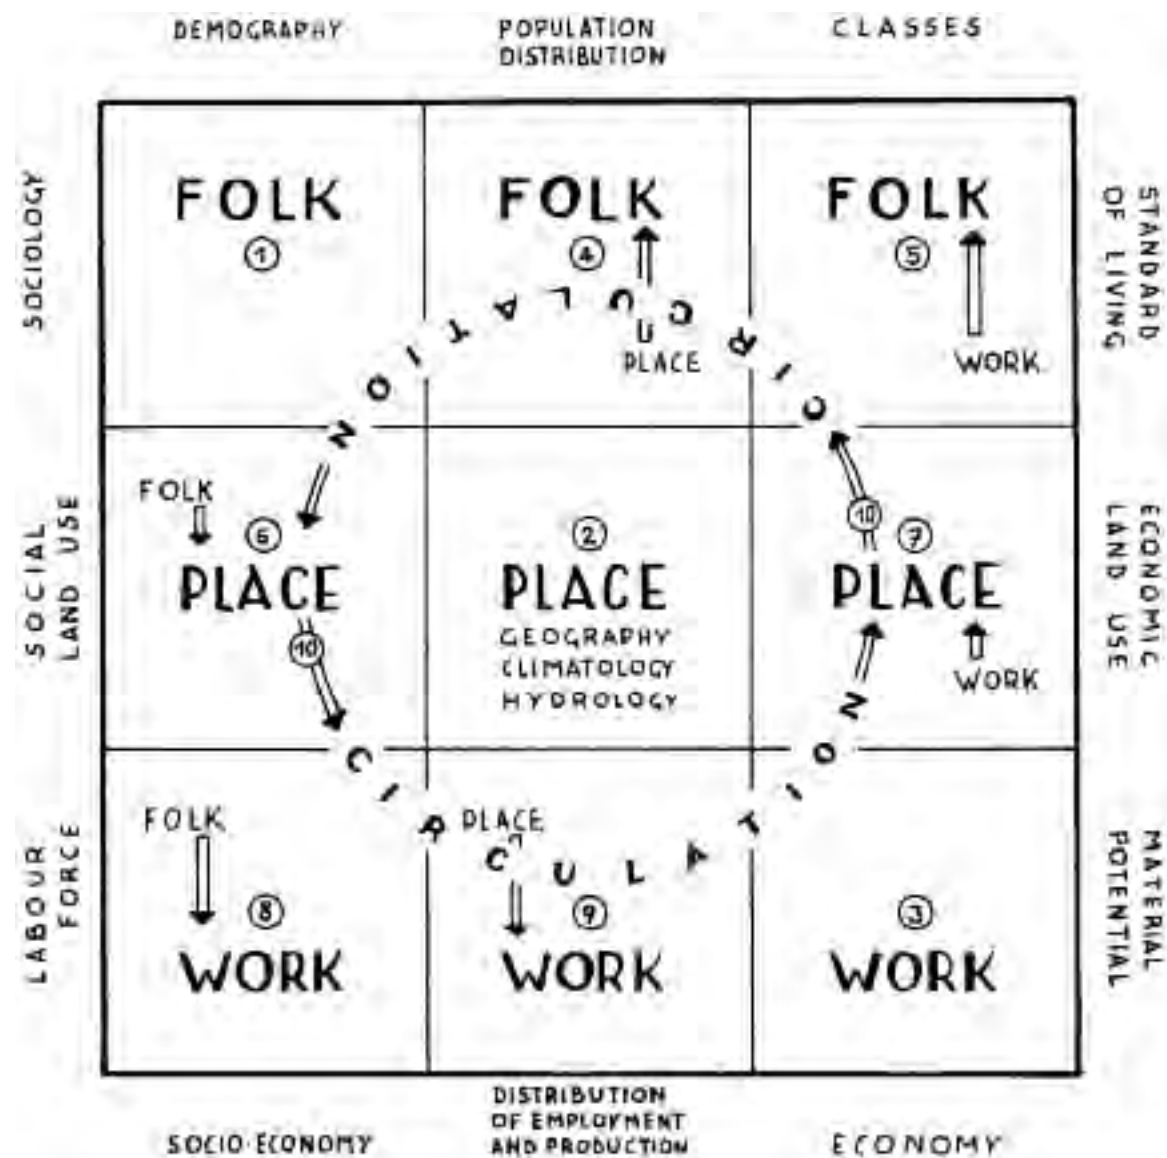 DEMOGRAPHY
POPULATION
DISTRIBUTION
CLASSES
SOCIOLOGY
FOLK
1
FOLK
4
PLACE
FOLK
5
WORK
STANDARD
OF LIVING
CIRCULATION
SOCIAL
LAND USE
FOLK
6
PLACE
10
2
PLACE
GEOGRAPHY
CLIMATOLOGY
HYDROLOGY
10
7
PLACE
WORK
ECONOMIC
LAND USE
CIRCULATION
LABOUR
FORCE
FOLK
8
WORK
PLACE
9
WORK
3
WORK
MATERIAL
POTENTIAL
SOCIO-ECONOMY
DISTRIBUTION
OF EMPLOYMENT
AND PRODUCTION
ECONOMY